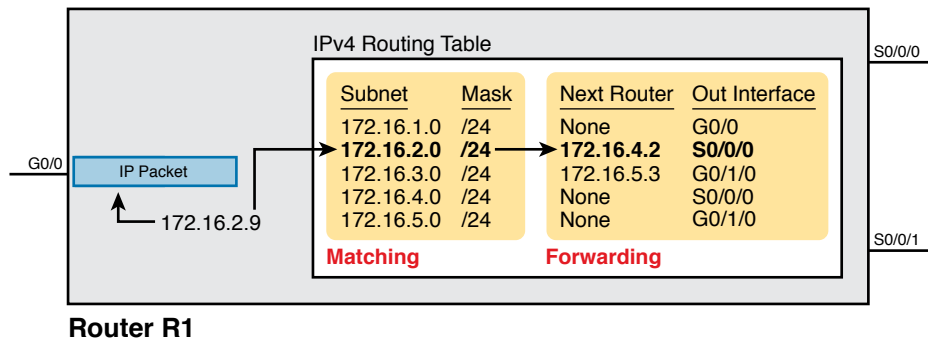 IPv4 Routing Table
S0/0/0
Subnet Mask Next Router Out Interface
172.16.1.0 /24 None G0/0
172.16.2.0 /24 172.16.4.2 S0/0/0
172.16.3.0 /24 172.16.5.3 G0/1/0
172.16.4.0 /24 None S0/0/0
172.16.5.0 /24 None G0/1/0
G0/0
IP Packet
172.16.2.9
Matching Forwarding
S0/0/1
Router R1